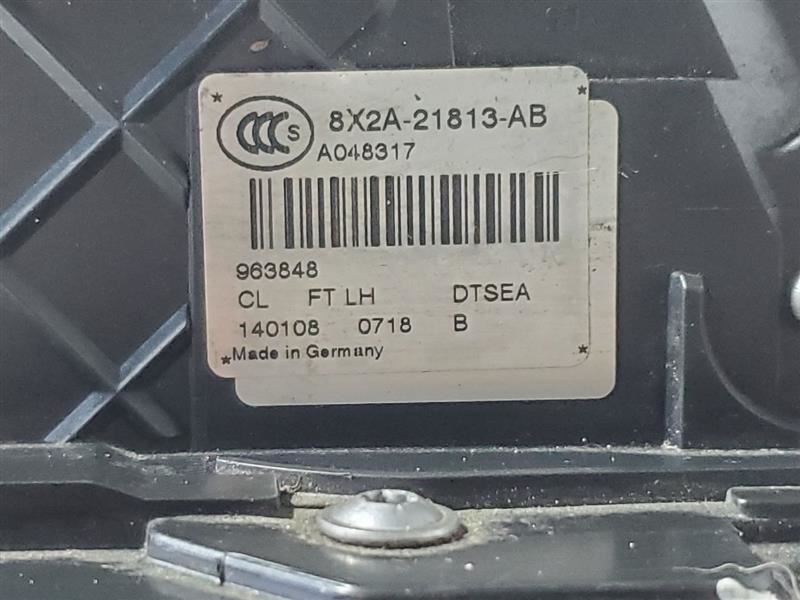 CCC S
8X2A-21813-AB
A048317
963848
CL FT LH DTSEA
140108 0718 B
*Made in Germany